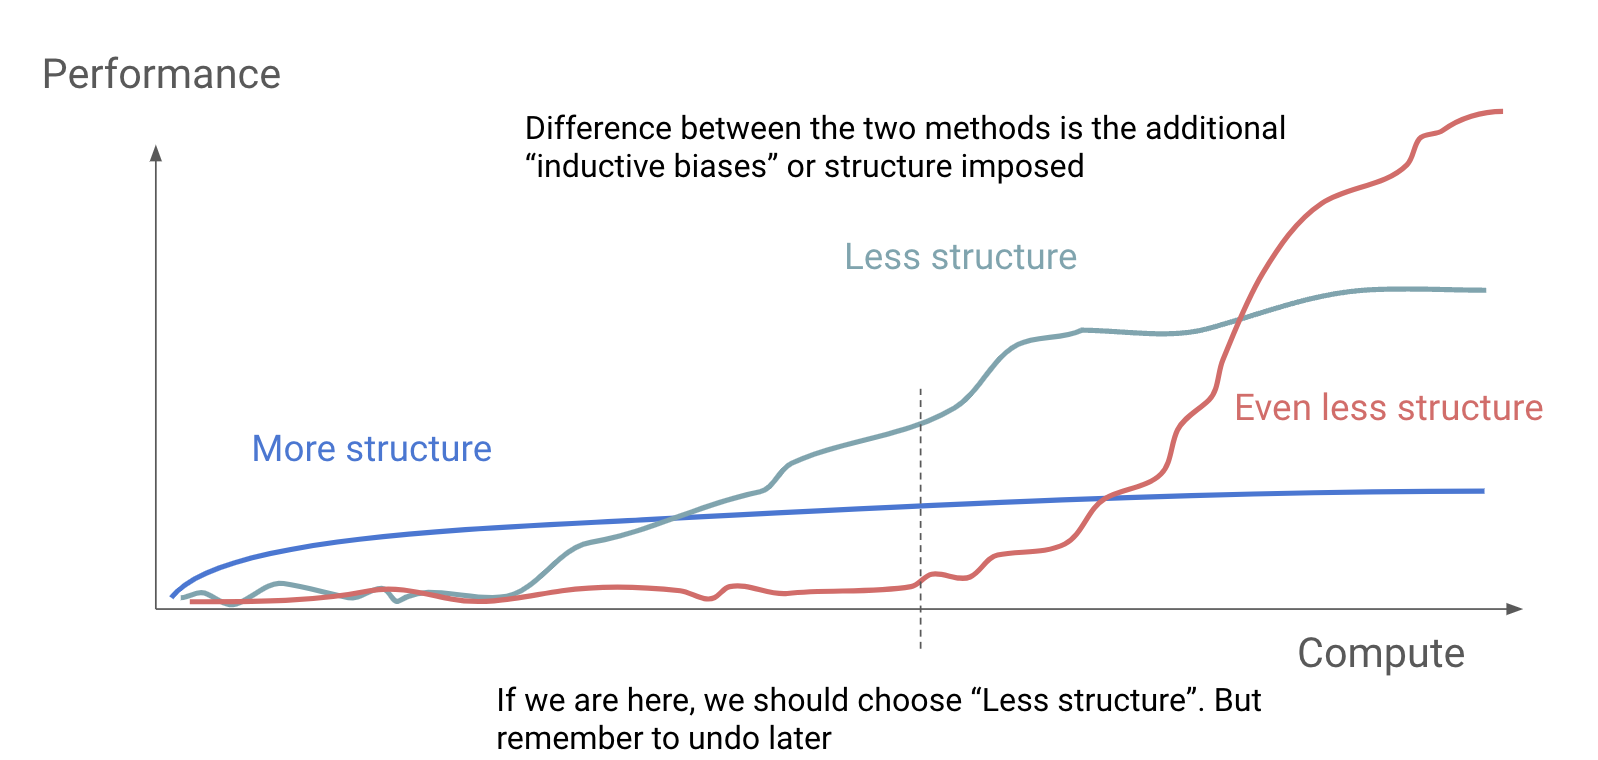 Performance
Difference between the two methods is the additional
“inductive biases” or structure imposed
Less structure
Even less structure
More structure
Compute
If we are here, we should choose “Less structure”. But
remember to undo later